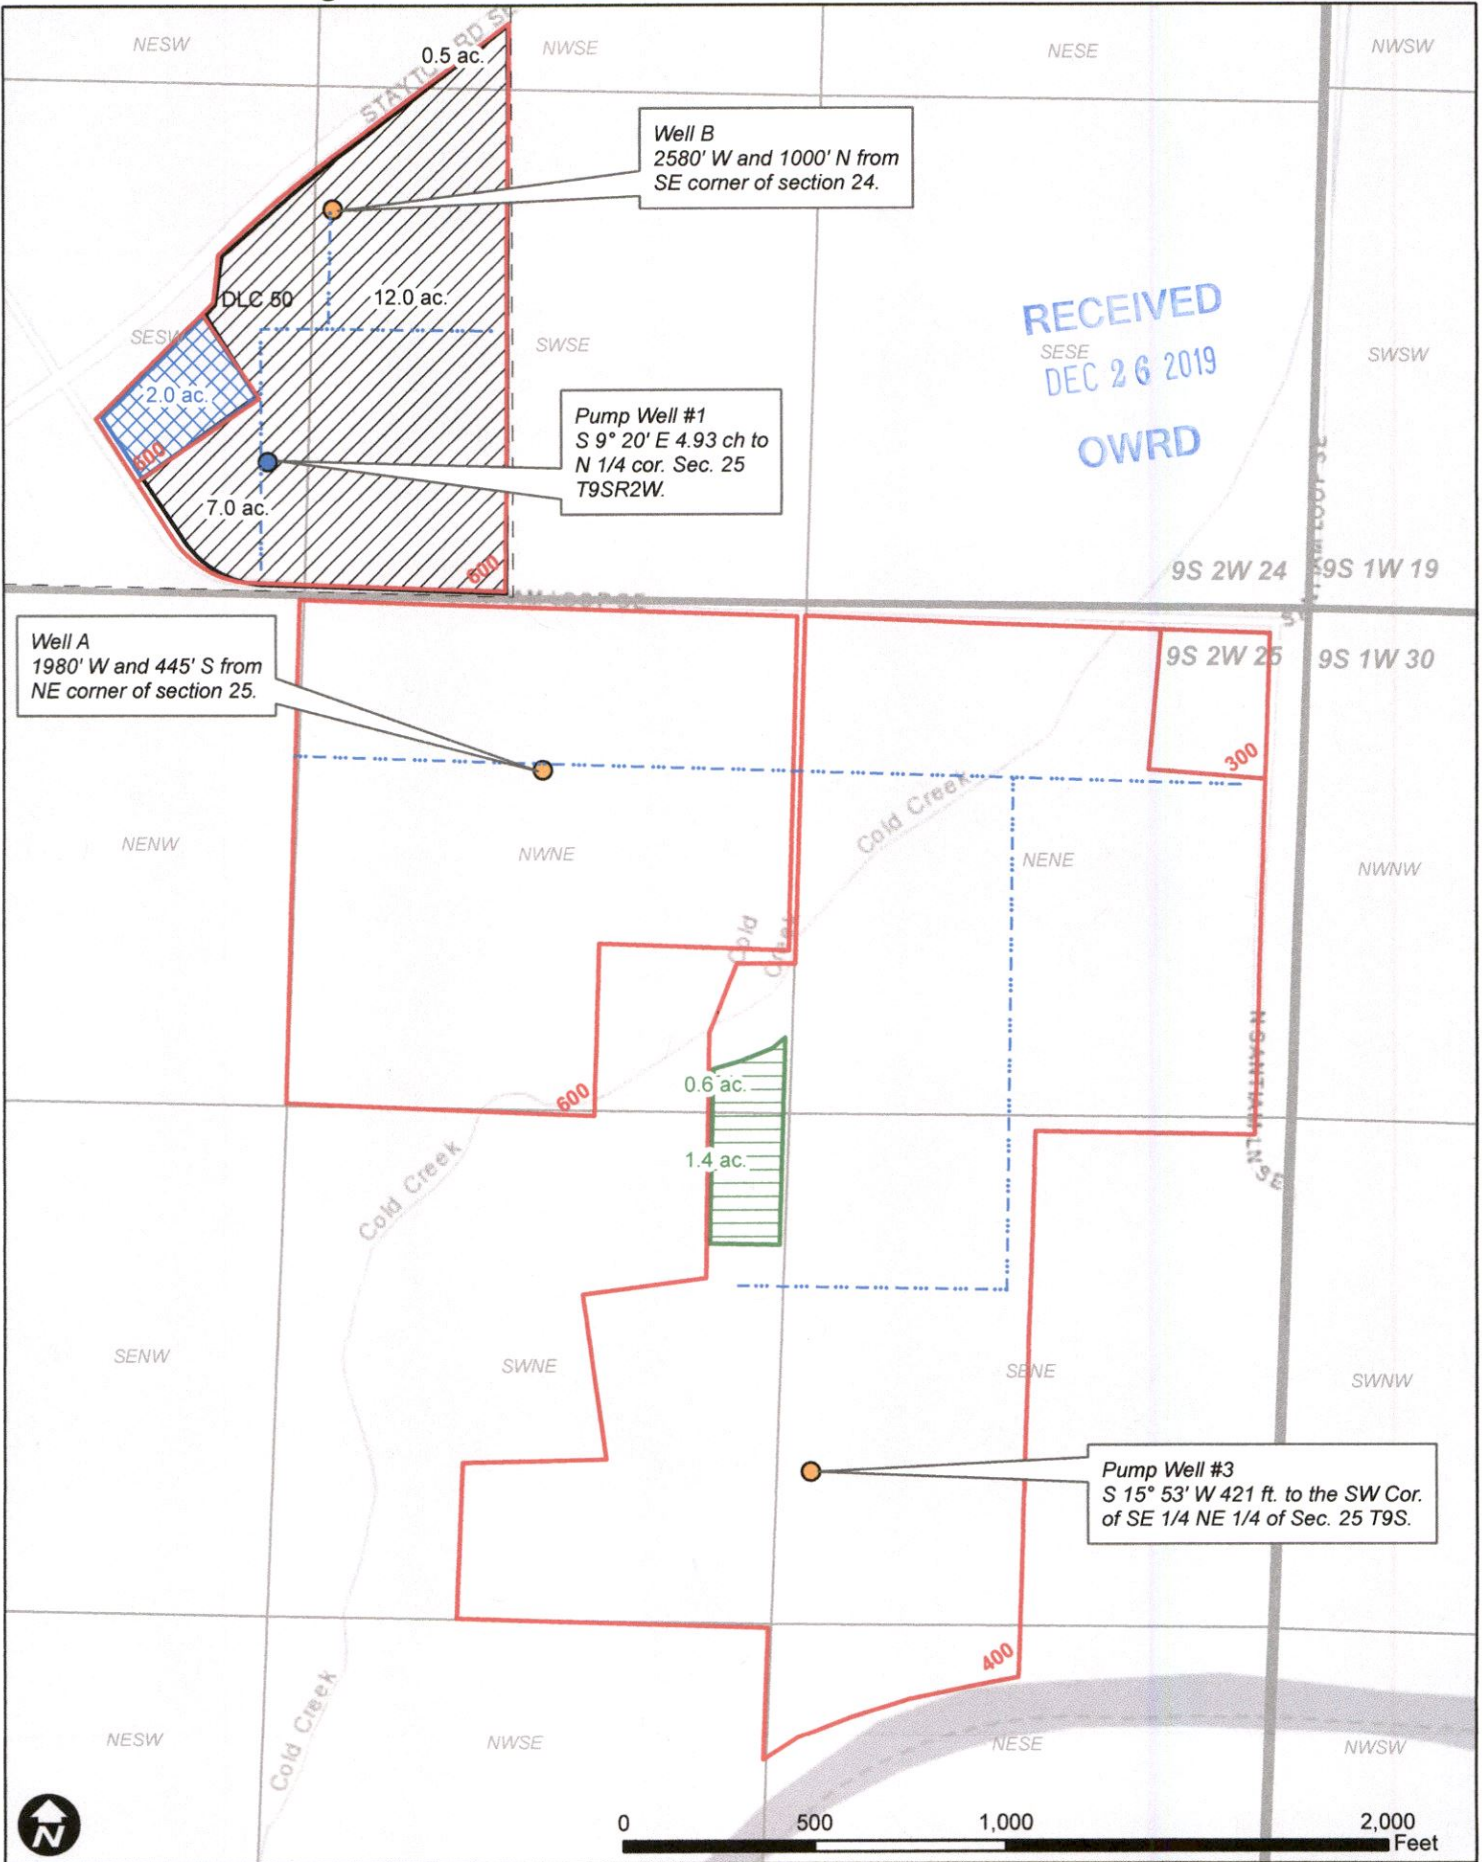 NESW
NWSE
NESE
NWSW
0.5 ac.
Well B
2580' W and 1000' N from
SE corner of section 24.
DLC 50
12.0 ac.
RECEIVED
DEC 26 2019
OWRD
SESW
SWSE
SESE
SWSW
2.0 ac.
600
Pump Well #1
S 9° 20' E 4.93 ch to
N 1/4 cor. Sec. 25
T9SR2W.
7.0 ac.
600
9S 2W 24
9S 1W 19
Well A
1980' W and 445' S from
NE corner of section 25.
9S 2W 25
9S 1W 30
300
Cold Creek
NENW
NWNE
NENE
NWNW
Cold
Creek
600
0.6 ac.
1.4 ac.
N SANTIAM LN SE
Cold Creek
SENW
SWNE
SENE
SWNW
Pump Well #3
S 15° 53' W 421 ft. to the SW Cor.
of SE 1/4 NE 1/4 of Sec. 25 T9S.
400
Cold Creek
NESW
NWSE
NESE
NWSW
N
0 500 1,000 2,000
Feet